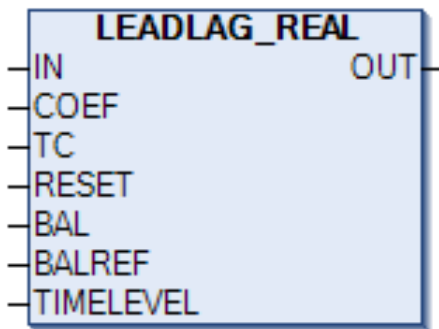 LEADLAG_REAL
IN OUT
COEF
TC
RESET
BAL
BALREF
TIMELEVEL